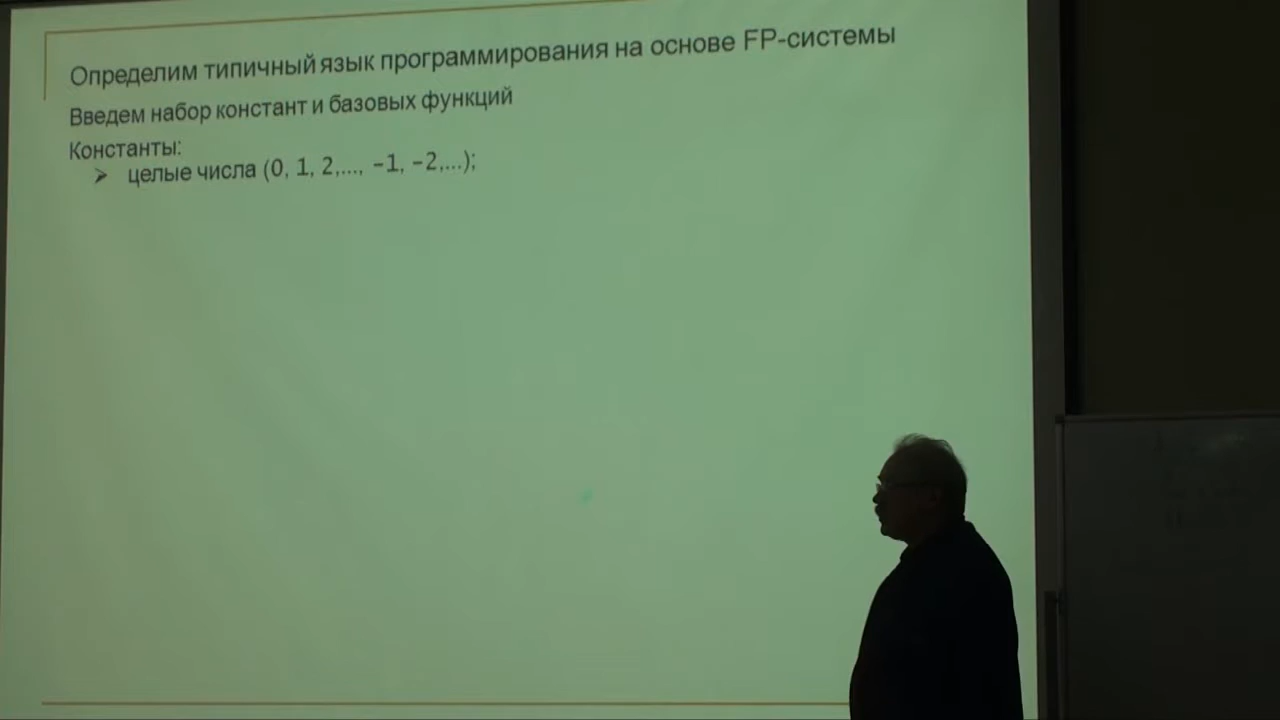 Определим типичный язык программирования на основе FP-системы
Введем набор констант и базовых функций
Константы:
➢ целые числа (0, 1, 2,..., −1, −2,...);